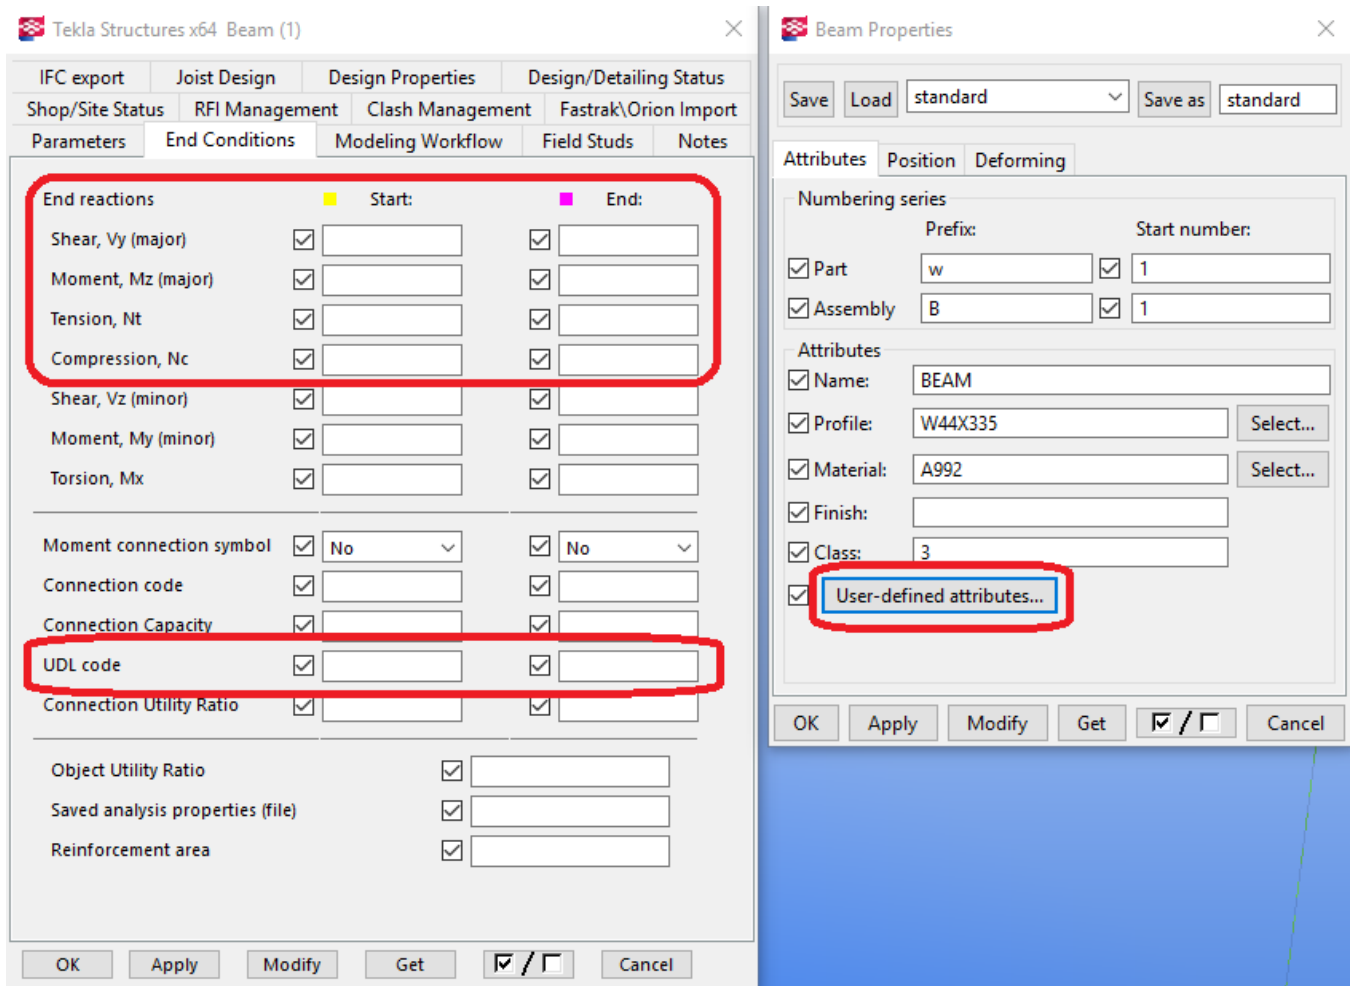 Tekla Structures x64  Beam (1)
IFC export Joist Design Design Properties Design/Detailing Status
Shop/Site Status RFI Management Clash Management Fastrak\Orion Import
Parameters End Conditions Modeling Workflow Field Studs Notes
End reactions Start: End:
Shear, Vy (major)
Moment, Mz (major)
Tension, Nt
Compression, Nc
Shear, Vz (minor)
Moment, My (minor)
Torsion, Mx
Moment connection symbol No No
Connection code
Connection Capacity
UDL code
Connection Utility Ratio
Object Utility Ratio
Saved analysis properties (file)
Reinforcement area
OK Apply Modify Get / Cancel
Beam Properties
Save Load standard Save as standard
Attributes Position Deforming
Numbering series
Prefix: Start number:
Part w 1
Assembly B 1
Attributes
Name: BEAM
Profile: W44X335 Select...
Material: A992 Select...
Finish:
Class: 3
User-defined attributes...
OK Apply Modify Get / Cancel